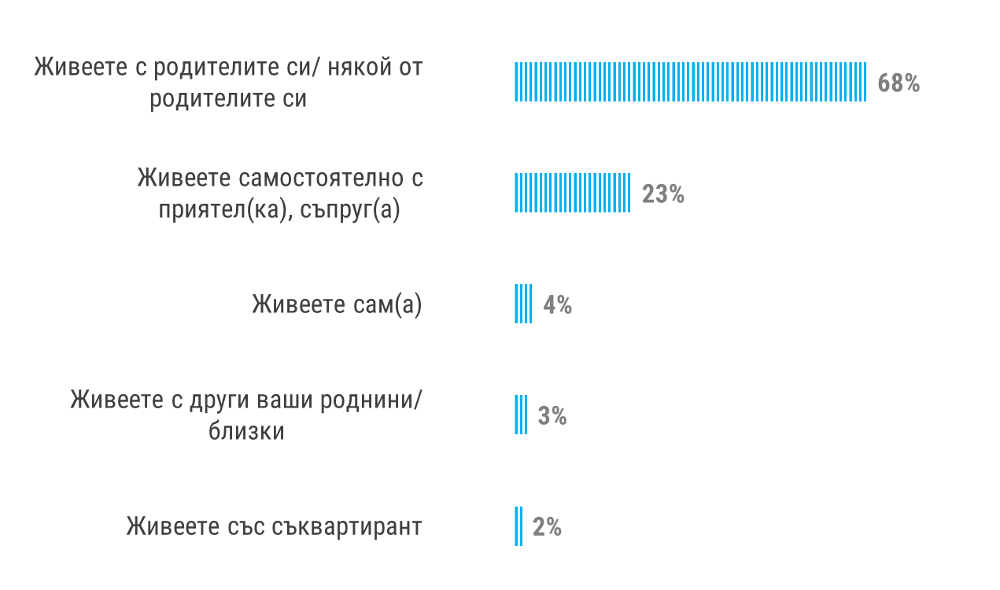 Живеете с родителите си/ някой от
родителите си
68%
Живеете самостоятелно с
приятел(ка), съпруг(а)
23%
Живеете сам(а)
4%
Живеете с други ваши роднини/
близки
3%
Живеете със съквартирант
2%